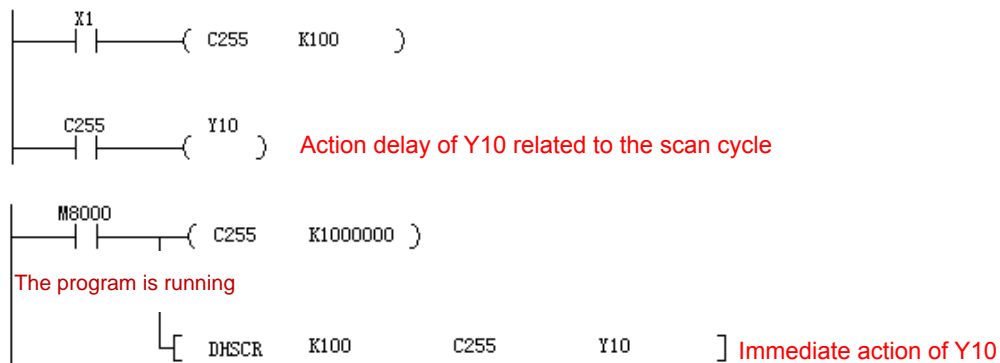 X1
( C255 K100 )
C255 Y10
( ) Action delay of Y10 related to the scan cycle
M8000
( C255 K1000000 )
The program is running
[ DHSCR K100 C255 Y10 ] Immediate action of Y10